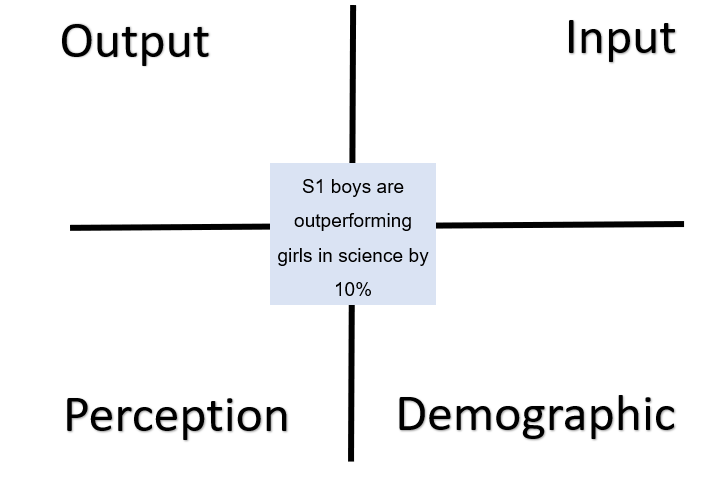 Output
Input
S1 boys are
outperforming
girls in science by
10%
Perception
Demographic